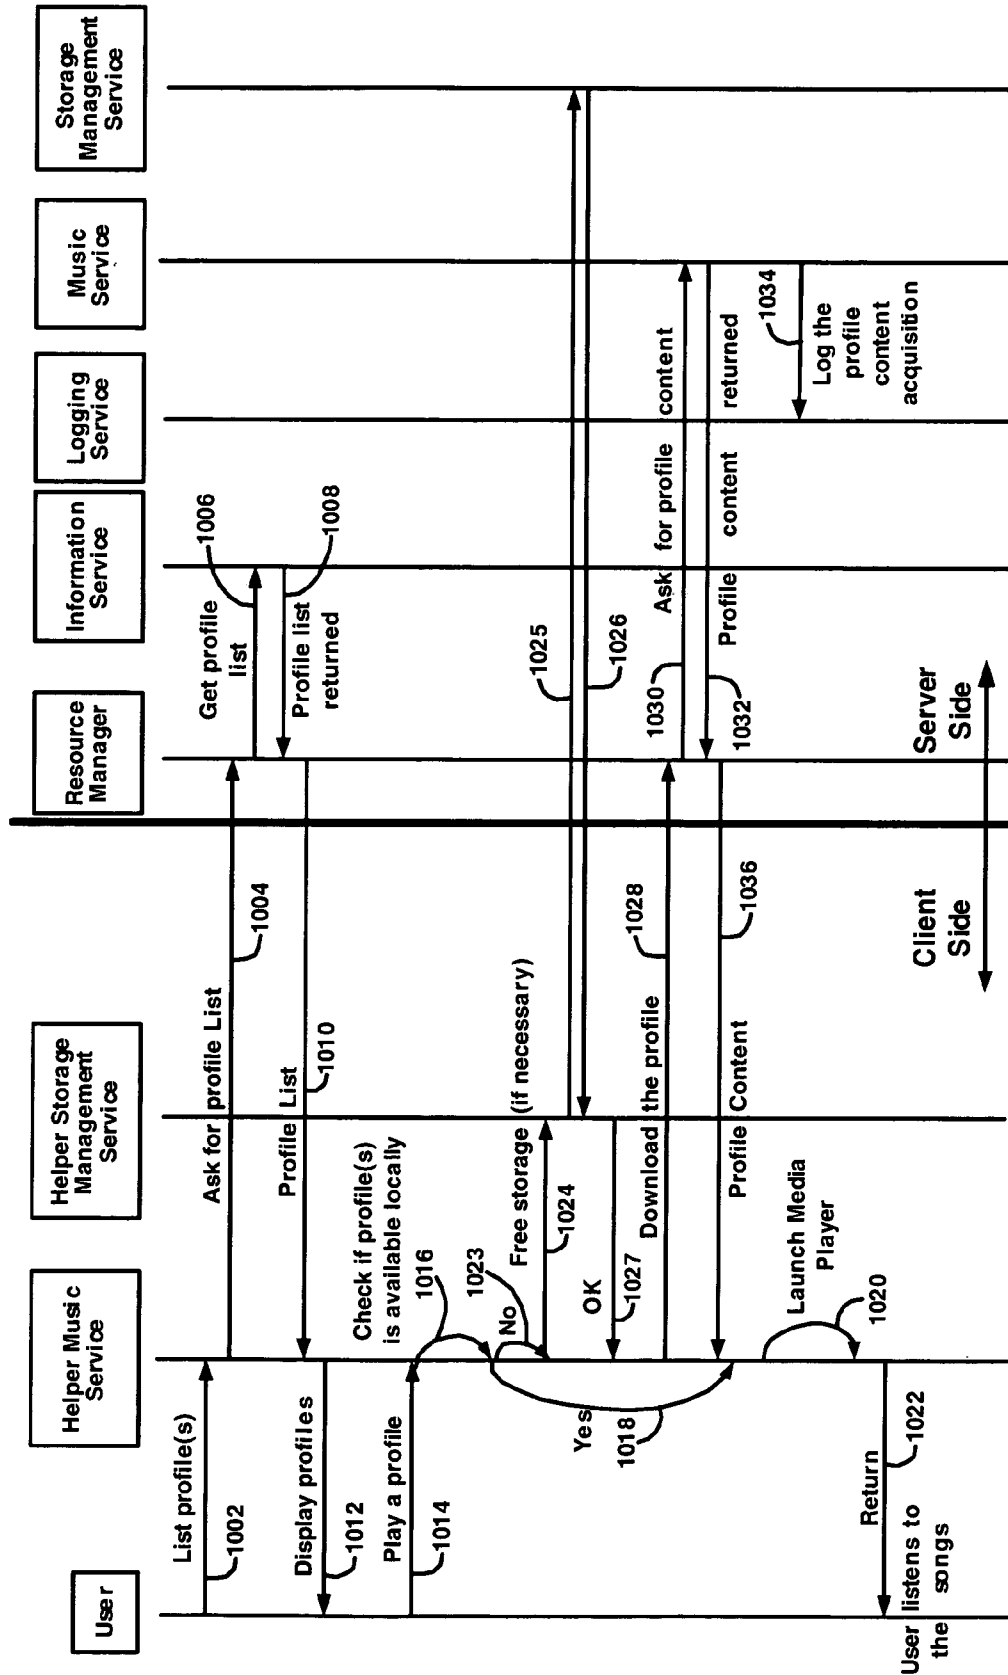 User
Helper Music
Service
Helper Storage
Management
Service
Resource
Manager
Information
Service
Logging
Service
Music
Service
Storage
Management
Service
List profile(s)
1002
Ask for profile List
1004
Get profile
list
1006
Profile list
returned
1008
Profile List
1010
Display profiles
1012
Play a profile
1014
Check if profile(s)
is available locally
1016
No
1023
Yes
1018
Free storage (if necessary)
1024
1025
1026
OK
1027
Download the profile
1028
Ask for profile content
1030
Profile content returned
1032
Log the
profile
content
acquisition
1034
Profile Content
1036
Launch Media
Player
1020
Return
1022
User listens to
the songs
Client
Side
Server
Side